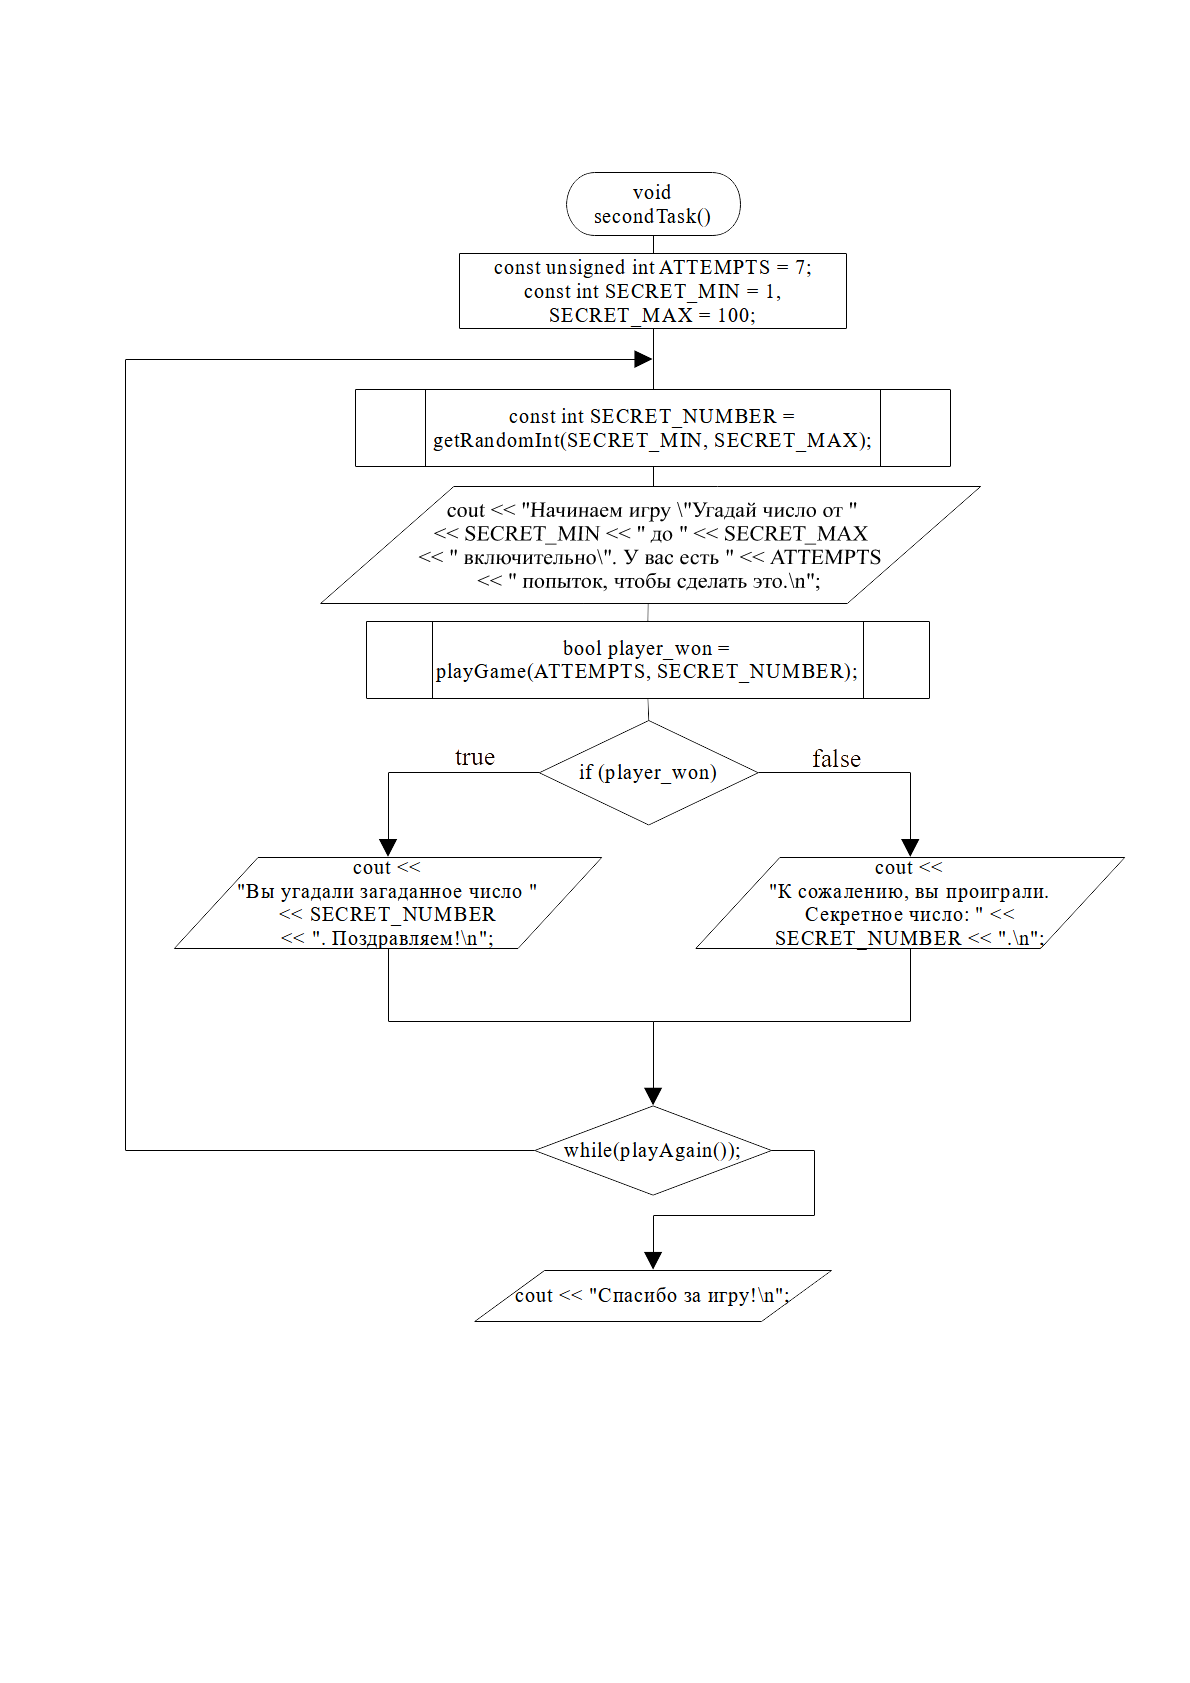 void
secondTask()
const unsigned int ATTEMPTS = 7;
const int SECRET_MIN = 1,
SECRET_MAX = 100;
const int SECRET_NUMBER =
getRandomInt(SECRET_MIN, SECRET_MAX);
cout << "Начинаем игру \"Угадай число от "
<< SECRET_MIN << " до " << SECRET_MAX
<< " включительно\". У вас есть " << ATTEMPTS
<< " попыток, чтобы сделать это.\n";
bool player_won =
playGame(ATTEMPTS, SECRET_NUMBER);
if (player_won)
true
false
cout <<
"Вы угадали загаданное число "
<< SECRET_NUMBER
<< ". Поздравляем!\n";
cout <<
"К сожалению, вы проиграли.
Секретное число: " <<
SECRET_NUMBER << ".\n";
while(playAgain());
cout << "Спасибо за игру!\n";